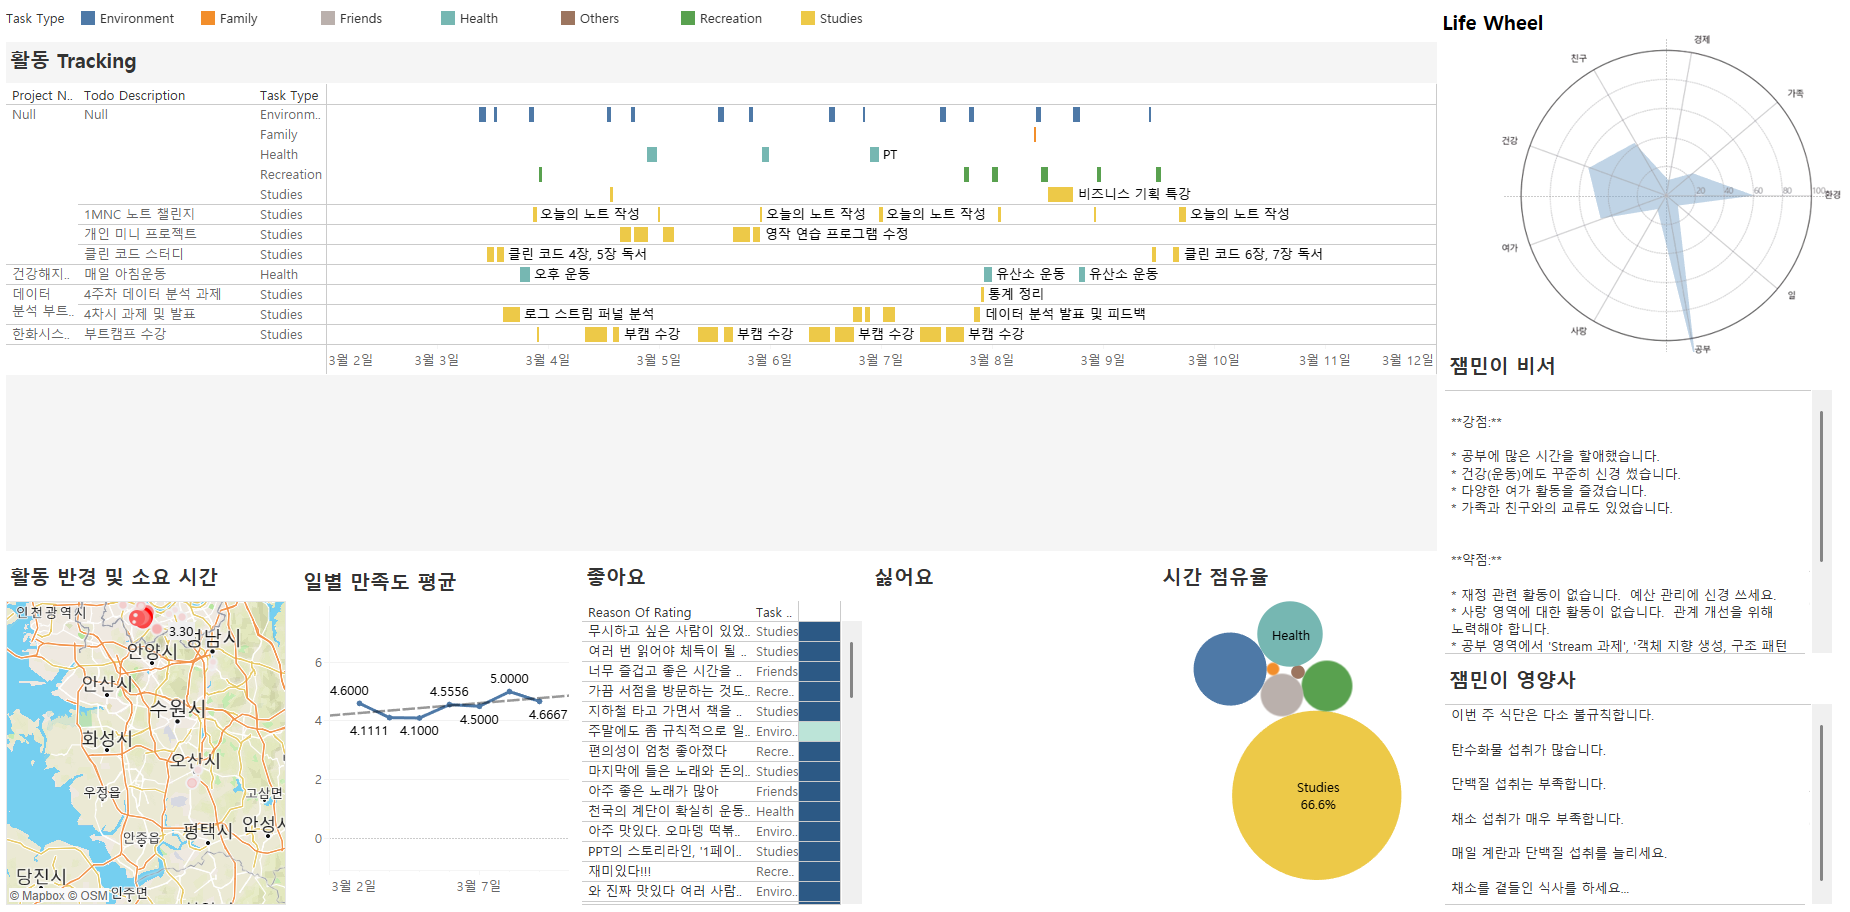 Task Type Environment Family Friends Health Others Recreation Studies
활동 Tracking
Project N.. Todo Description Task Type
Null Null Environm..
Family
Health PT
Recreation
Studies 비즈니스 기획 특강
1MNC 노트 챌린지 Studies 오늘의 노트 작성 오늘의 노트 작성 오늘의 노트 작성 오늘의 노트 작성
개인 미니 프로젝트 Studies 영작 연습 프로그램 수정
클린 코드 스터디 Studies 클린 코드 4장, 5장 독서 클린 코드 6장, 7장 독서
건강해지.. 매일 아침운동 Health 오후 운동 유산소 운동 유산소 운동
데이터 분석 부트.. 4주차 데이터 분석 과제 Studies 통계 정리
4차시 과제 및 발표 Studies 로그 스트림 퍼널 분석 데이터 분석 발표 및 피드백
한화시스.. 부트캠프 수강 Studies 부캠 수강 부캠 수강 부캠 수강 부캠 수강
3월 2일 3월 3일 3월 4일 3월 5일 3월 6일 3월 7일 3월 8일 3월 9일 3월 10일 3월 11일 3월 12일
Life Wheel
경제
친구
가족
건강
20 40 60 80 100
환경
여가
일
사랑
공부
잼민이 비서
**강점:**
* 공부에 많은 시간을 할애했습니다.
* 건강(운동)에도 꾸준히 신경 썼습니다.
* 다양한 여가 활동을 즐겼습니다.
* 가족과 친구와의 교류도 있었습니다.
**약점:**
* 재정 관련 활동이 없습니다. 예산 관리에 신경 쓰세요.
* 사랑 영역에 대한 활동이 없습니다. 관계 개선을 위해
노력해야 합니다.
* 공부 영역에서 'Stream 과제', '객체 지향 생성, 구조 패턴
잼민이 영양사
이번 주 식단은 다소 불규칙합니다.
탄수화물 섭취가 많습니다.
단백질 섭취는 부족합니다.
채소 섭취가 매우 부족합니다.
매일 계란과 단백질 섭취를 늘리세요.
채소를 곁들인 식사를 하세요...
활동 반경 및 소요 시간
인천광역시
3.30
성남시
안양시
안산시
수원시
화성시
오산시
우정읍
고삼면
안중읍
평택시
안성시
당진시
인주면
© Mapbox © OSM
일별 만족도 평균
6
4
2
0
4.6000
4.1111
4.1000
4.5556
4.5000
5.0000
4.6667
3월 2일 3월 7일
좋아요
Reason Of Rating Task ..
무시하고 싶은 사람이 있었.. Studies
여러 번 읽어야 체득이 될 .. Studies
너무 즐겁고 좋은 시간을 .. Friends
가끔 서점을 방문하는 것도.. Recre..
지하철 타고 가면서 책을 .. Studies
주말에도 좀 규칙적으로 일.. Enviro..
편의성이 엄청 좋아졌다 Recre..
마지막에 들은 노래와 돈의.. Studies
아주 좋은 노래가 많아 Friends
천국의 계단이 확실히 운동.. Health
아주 맛있다. 오마뎅 떡볶.. Enviro..
PPT의 스토리라인, '1페이.. Studies
재미있다!!! Recre..
와 진짜 맛있다 여러 사람.. Enviro..
싫어요
시간 점유율
Health
Studies
66.6%